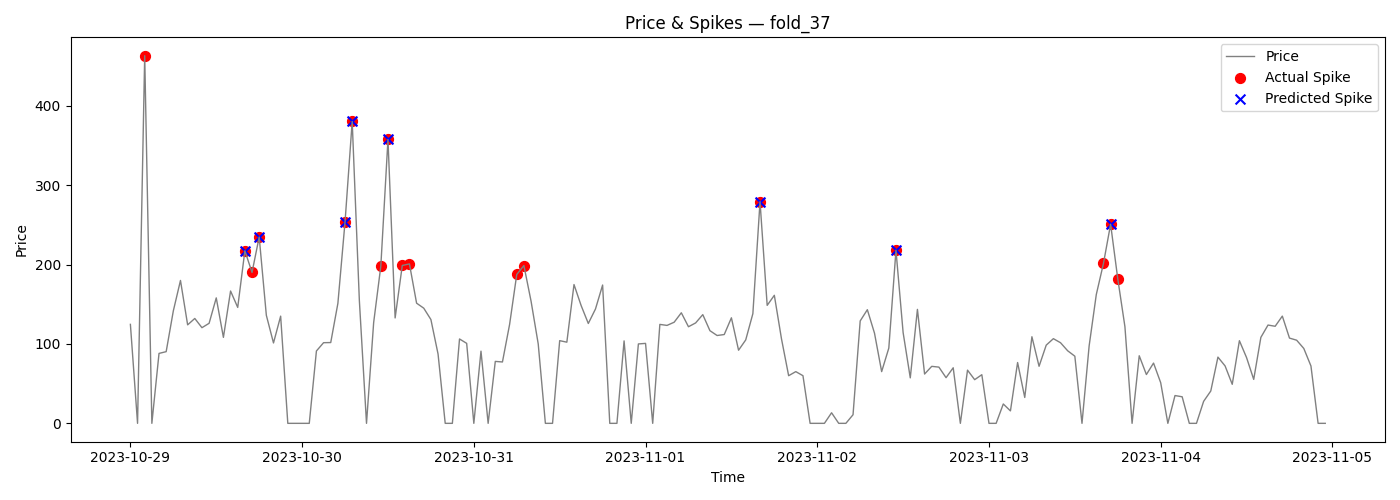 Price & Spikes — fold_37
Price
Actual Spike
Predicted Spike
400
300
200
100
0
Price
2023-10-29
2023-10-30
2023-10-31
2023-11-01
2023-11-02
2023-11-03
2023-11-04
2023-11-05
Time